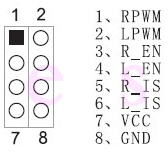 1 2
7 8
1、RPWM
2、LPWM
3、R_EN
4、L_EN
5、R_IS
6、L_IS
7、VCC
8、GND